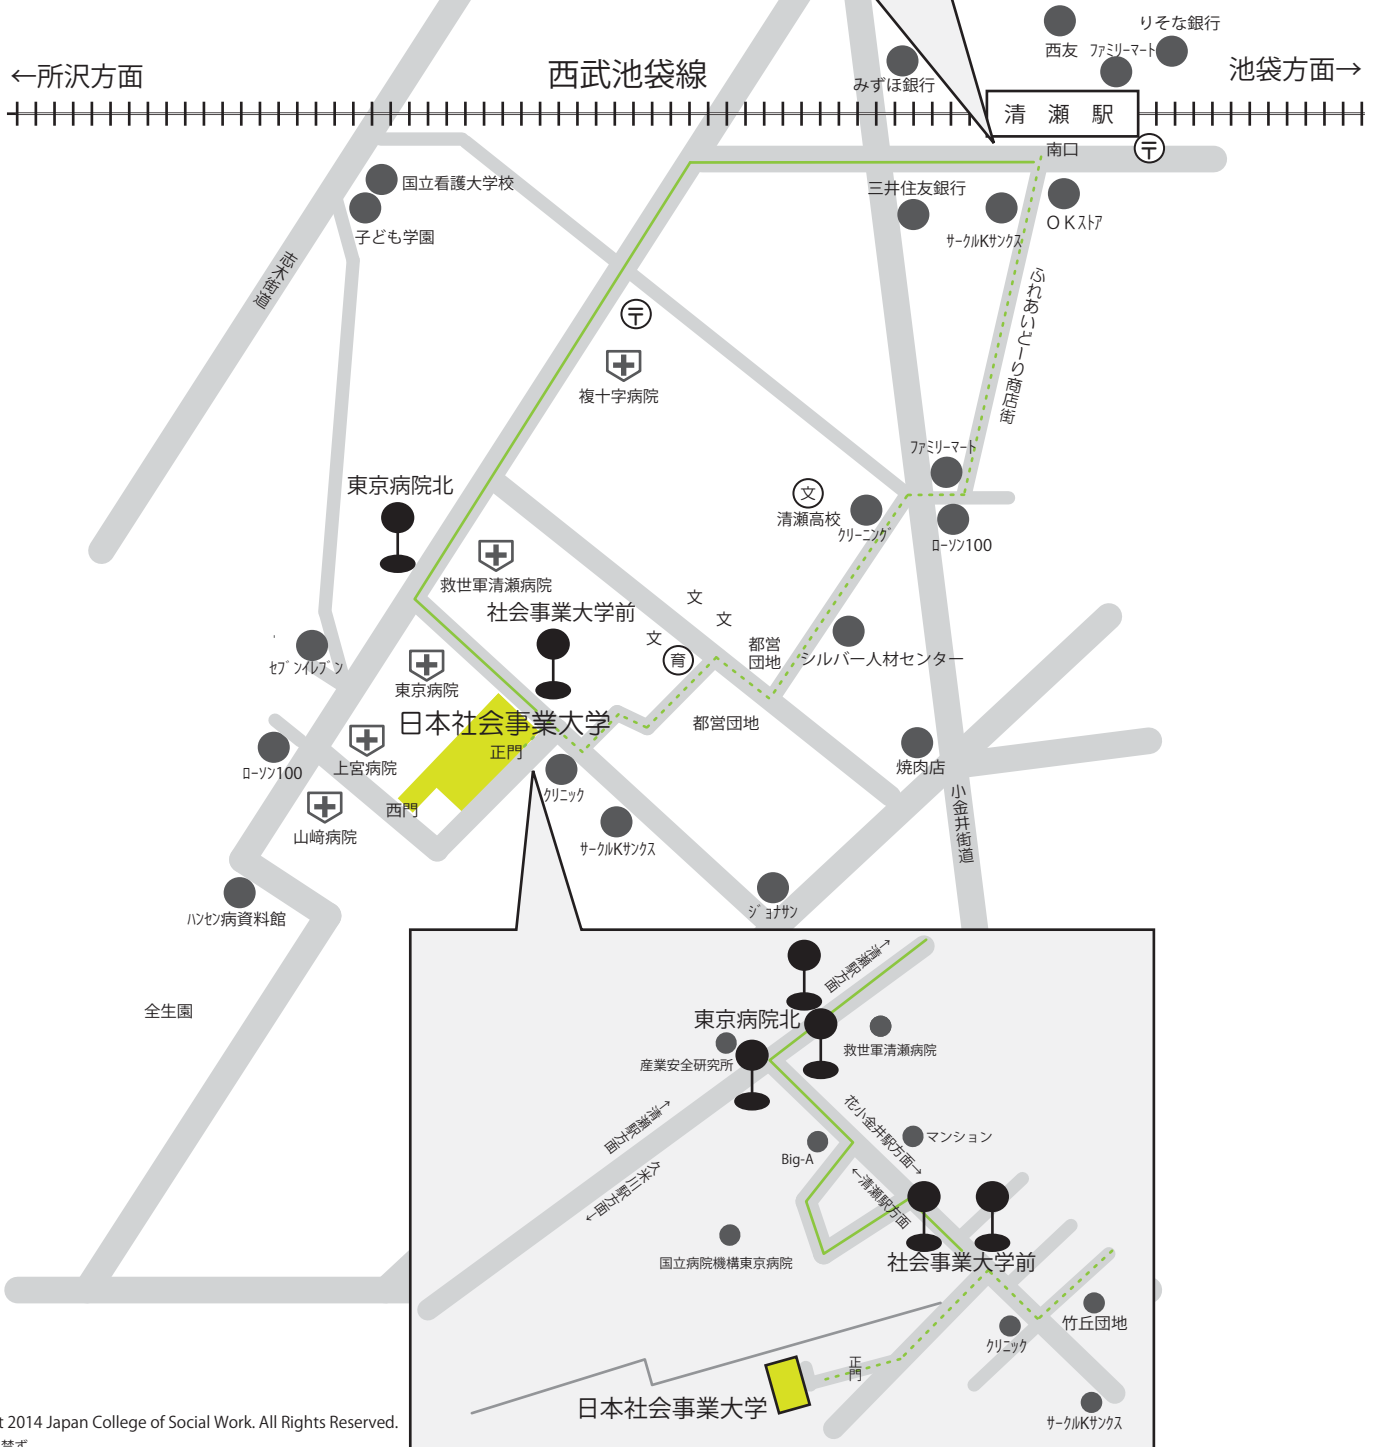 りそな銀行
西友
ﾌｧﾐﾘｰﾏｰﾄ
←所沢方面
西武池袋線
みずほ銀行
池袋方面→
清瀬駅
南口
〒
国立看護大学校
三井住友銀行
子ども学園
ｻｰｸﾙKｻﾝｸｽ
ＯＫｽﾄｱ
志木街道
ふれあいどーり商店街
〒
複十字病院
ﾌｧﾐﾘｰﾏｰﾄ
東京病院北
文
清瀬高校
ｸﾘｰﾆﾝｸﾞ
ﾛｰｿﾝ100
救世軍清瀬病院
社会事業大学前
文
文
文
育
都営
団地
シルバー人材センター
ｾﾌﾞﾝｲﾚﾌﾞﾝ
東京病院
日本社会事業大学
都営団地
正門
ﾛｰｿﾝ100
上宮病院
焼肉店
ｸﾘﾆｯｸ
西門
小金井街道
山﨑病院
ｻｰｸﾙKｻﾝｸｽ
ﾊﾝｾﾝ病資料館
ｼﾞｮﾅｻﾝ
全生園
清瀬駅方面→
東京病院北
救世軍清瀬病院
産業安全研究所
清瀬駅方面→
花小金井駅方面→
マンション
Big-A
←清瀬駅方面
久米川駅方面→
国立病院機構東京病院
社会事業大学前
竹丘団地
ｸﾘﾆｯｸ
正門
日本社会事業大学
ｻｰｸﾙKｻﾝｸｽ
t 2014 Japan College of Social Work. All Rights Reserved.
禁ず